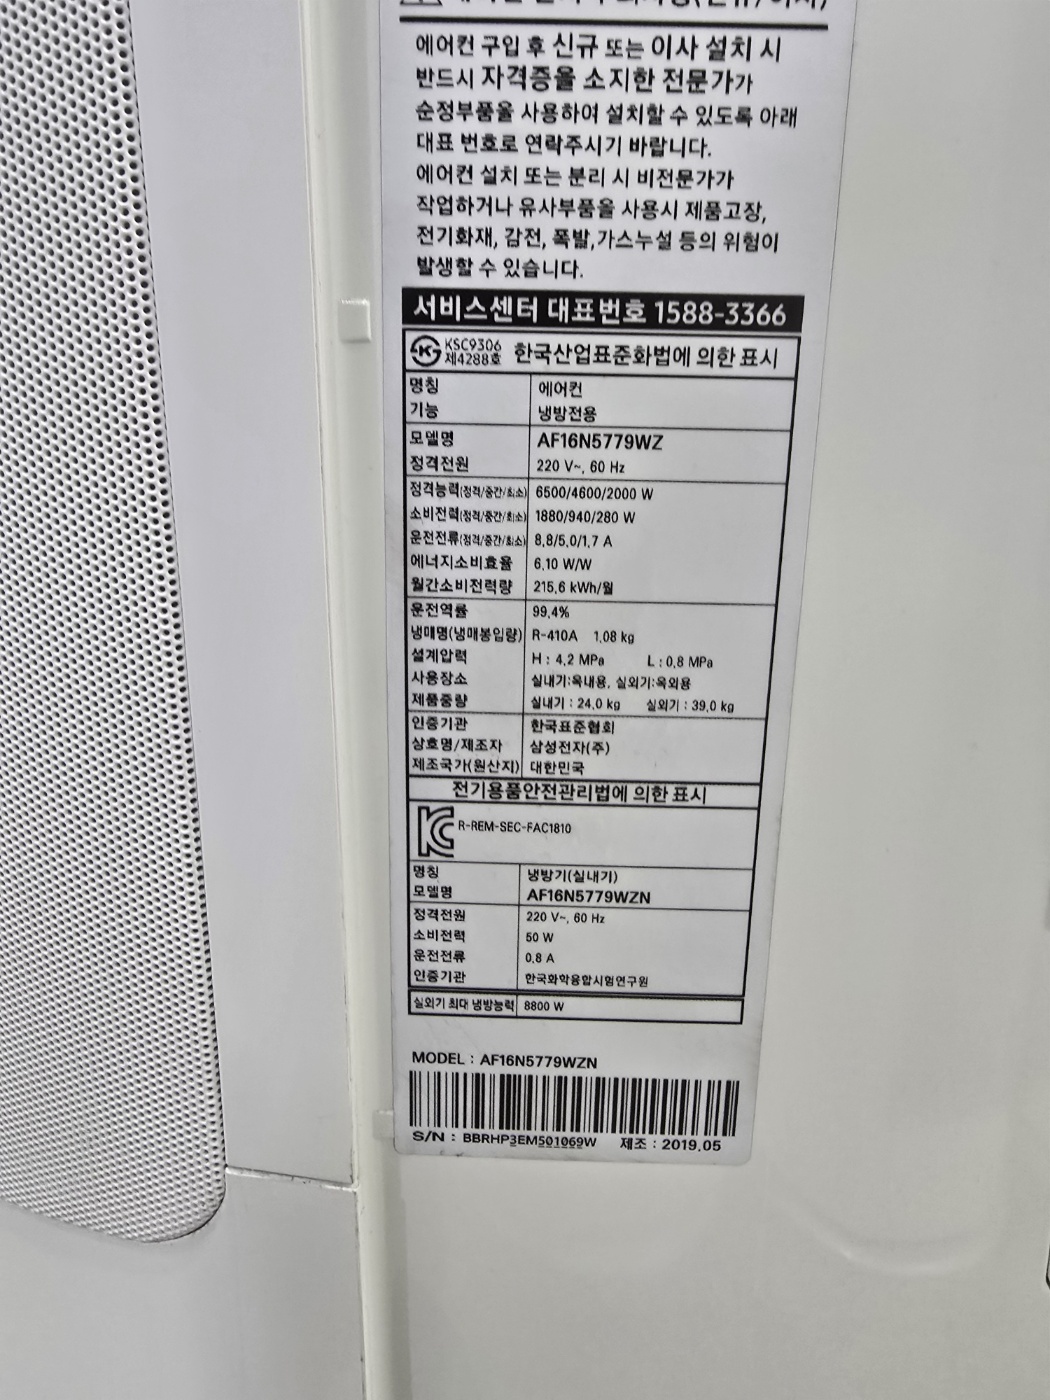 에어컨 구입 후 신규 또는 이사 설치 시
반드시 자격증을 소지한 전문가가
순정부품을 사용하여 설치할 수 있도록 아래
대표 번호로 연락주시기 바랍니다.
에어컨 설치 또는 분리 시 비전문가가
작업하거나 유사부품을 사용시 제품고장,
전기화재, 감전, 폭발,가스누설 등의 위험이
발생할 수 있습니다.
서비스센터 대표번호 1588-3366
KSC9306
제4288호 한국산업표준화법에 의한 표시
명칭 에어컨
기능 냉방전용
모델명 AF16N5779WZ
정격전원 220 V~, 60 Hz
정격능력(정격/중간/최소) 6500/4600/2000 W
소비전력(정격/중간/최소) 1880/940/280 W
운전전류(정격/중간/최소) 8.8/5.0/1.7 A
에너지소비효율 6.10 W/W
월간소비전력량 215.6 kWh/월
운전역률 99.4%
냉매명(냉매봉입량) R-410A 1.08 kg
설계압력 H : 4.2 MPa L : 0.8 MPa
사용장소 실내기:옥내용, 실외기:옥외용
제품중량 실내기 : 24.0 kg 실외기 : 39.0 kg
인증기관 한국표준협회
상호명/제조자 삼성전자(주)
제조국가(원산지) 대한민국
전기용품안전관리법에 의한 표시
R-REM-SEC-FAC1810
명칭 냉방기(실내기)
모델명 AF16N5779WZN
정격전원 220 V~, 60 Hz
소비전력 50 W
운전전류 0.8 A
인증기관 한국화학융합시험연구원
실외기 최대 냉방능력 8800 W
MODEL : AF16N5779WZN
S/N : BBRHP3EM501069W 제조 : 2019.05